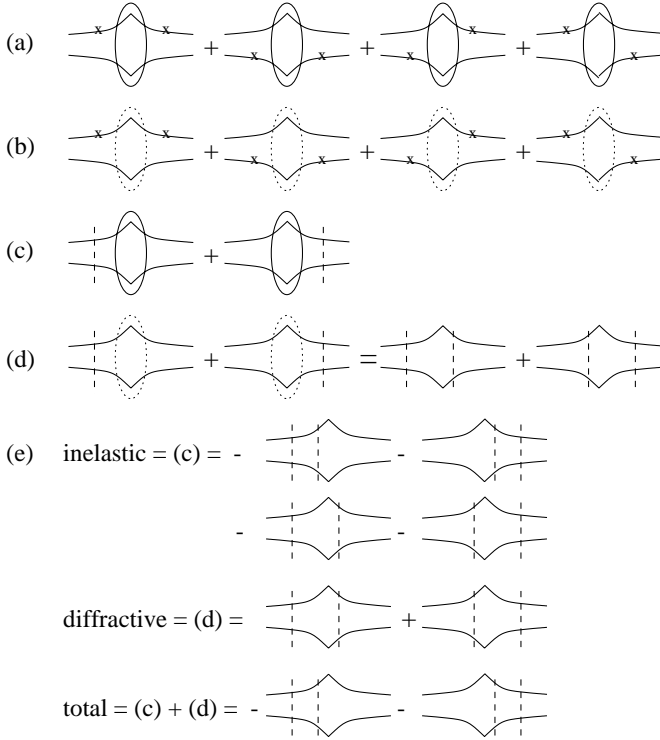 (a) x x + x x + x x + x x
(b) x x + x x + x x + x x
(c) +
(d) + = +
(e) inelastic = (c) = - -
- -
diffractive = (d) = +
total = (c) + (d) = - -